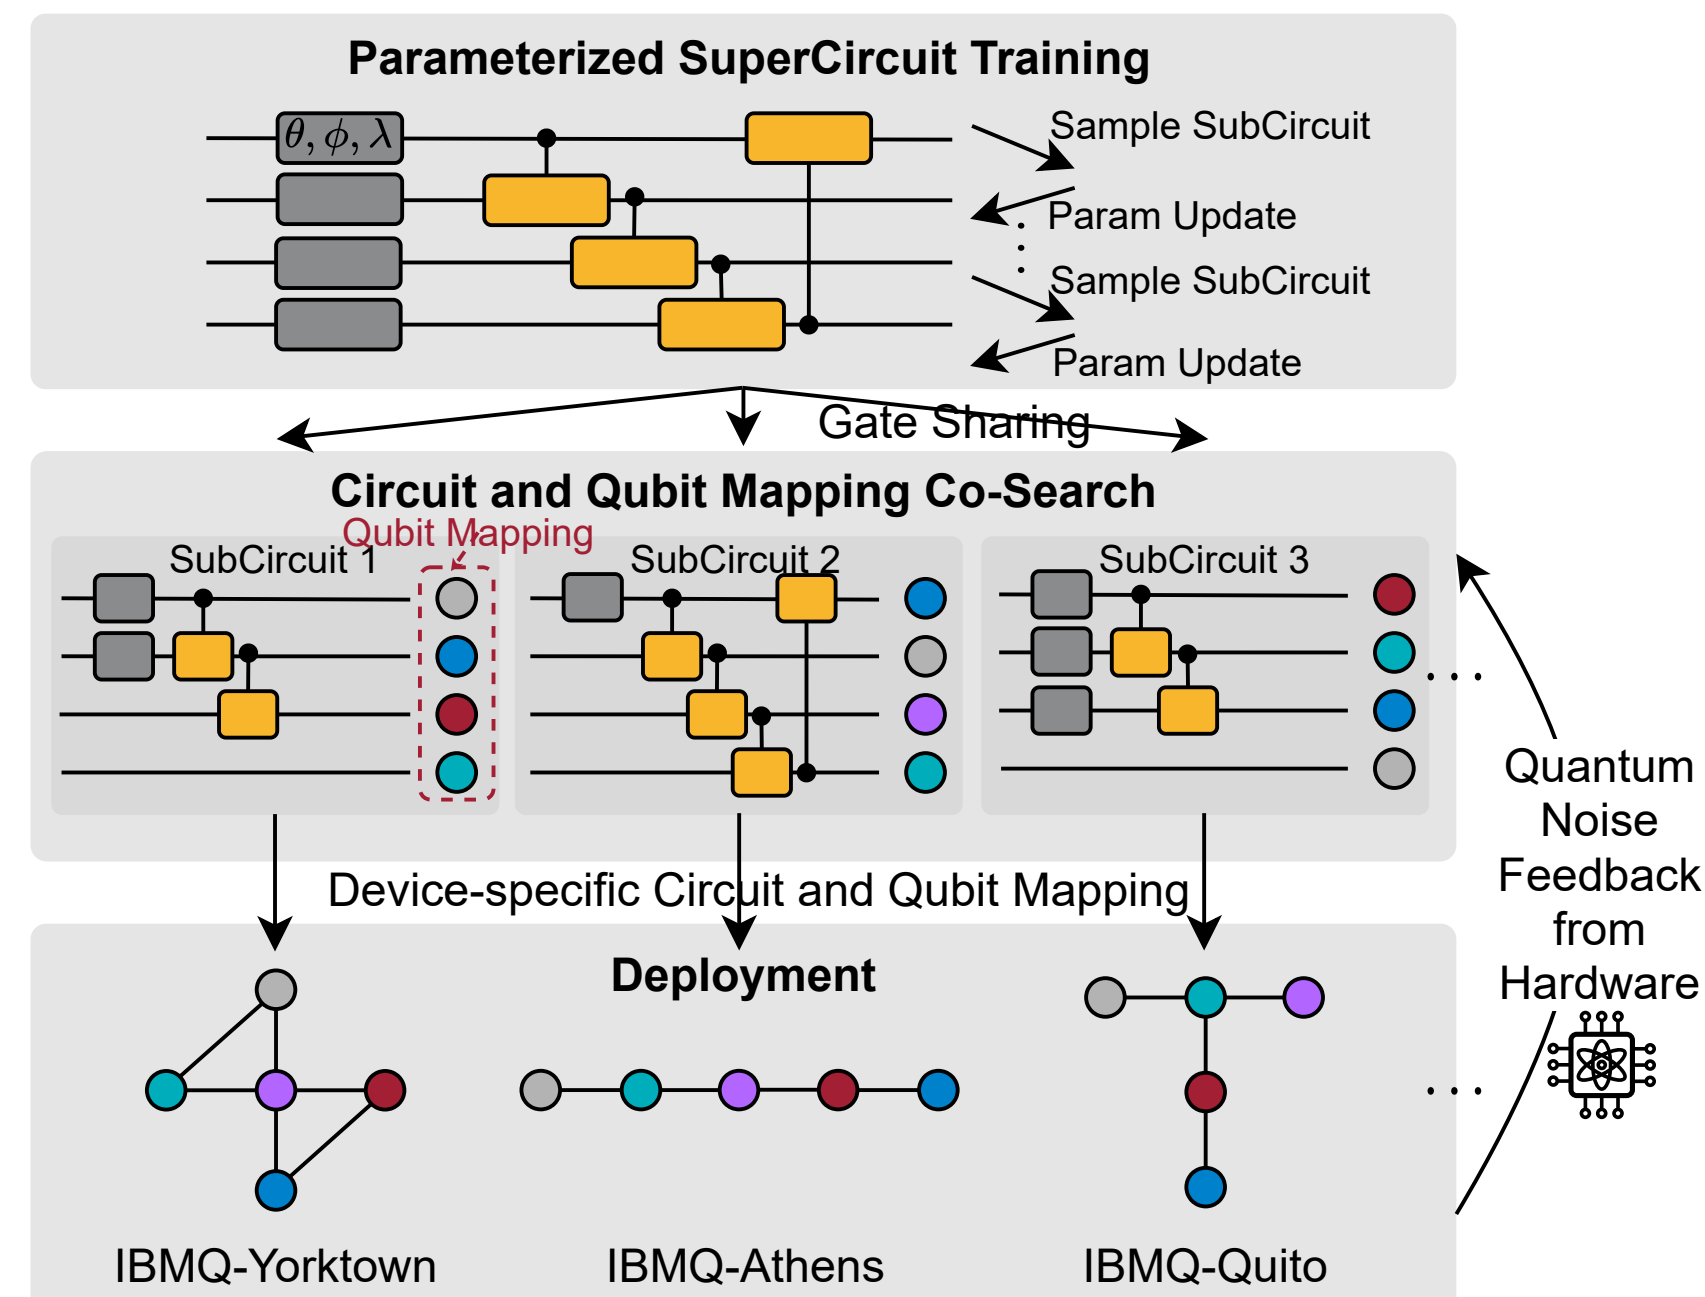 Parameterized SuperCircuit Training
θ, ϕ, λ
Sample SubCircuit
Param Update
Sample SubCircuit
Param Update
Gate Sharing
Circuit and Qubit Mapping Co-Search
Qubit Mapping
SubCircuit 1
SubCircuit 2
SubCircuit 3
Quantum
Noise
Feedback
from
Hardware
Device-specific Circuit and Qubit Mapping
Deployment
IBMQ-Yorktown
IBMQ-Athens
IBMQ-Quito